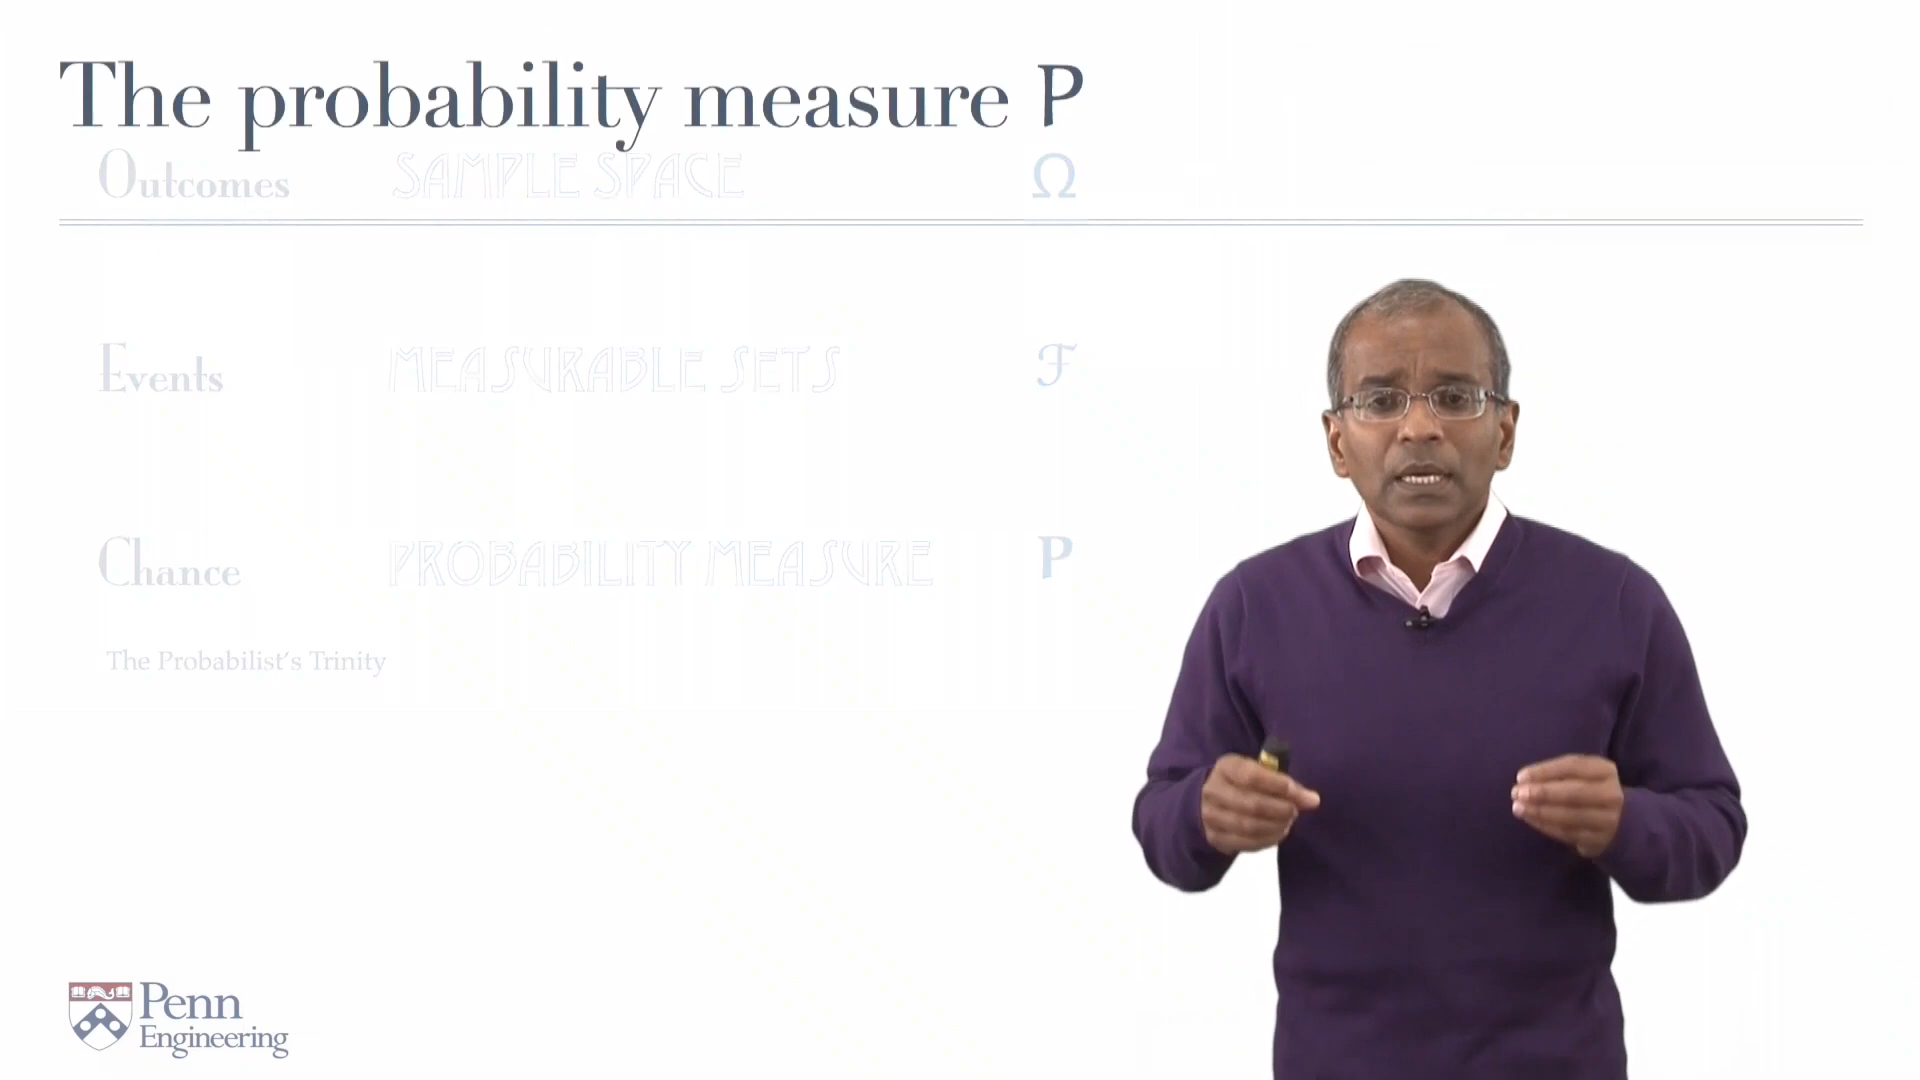 The probability measure P
Outcomes SAMPLE SPACE Ω
Events MEASURABLE SETS ℱ
Chance PROBABILITY MEASURE P
The Probabilist's Trinity
Penn
Engineering